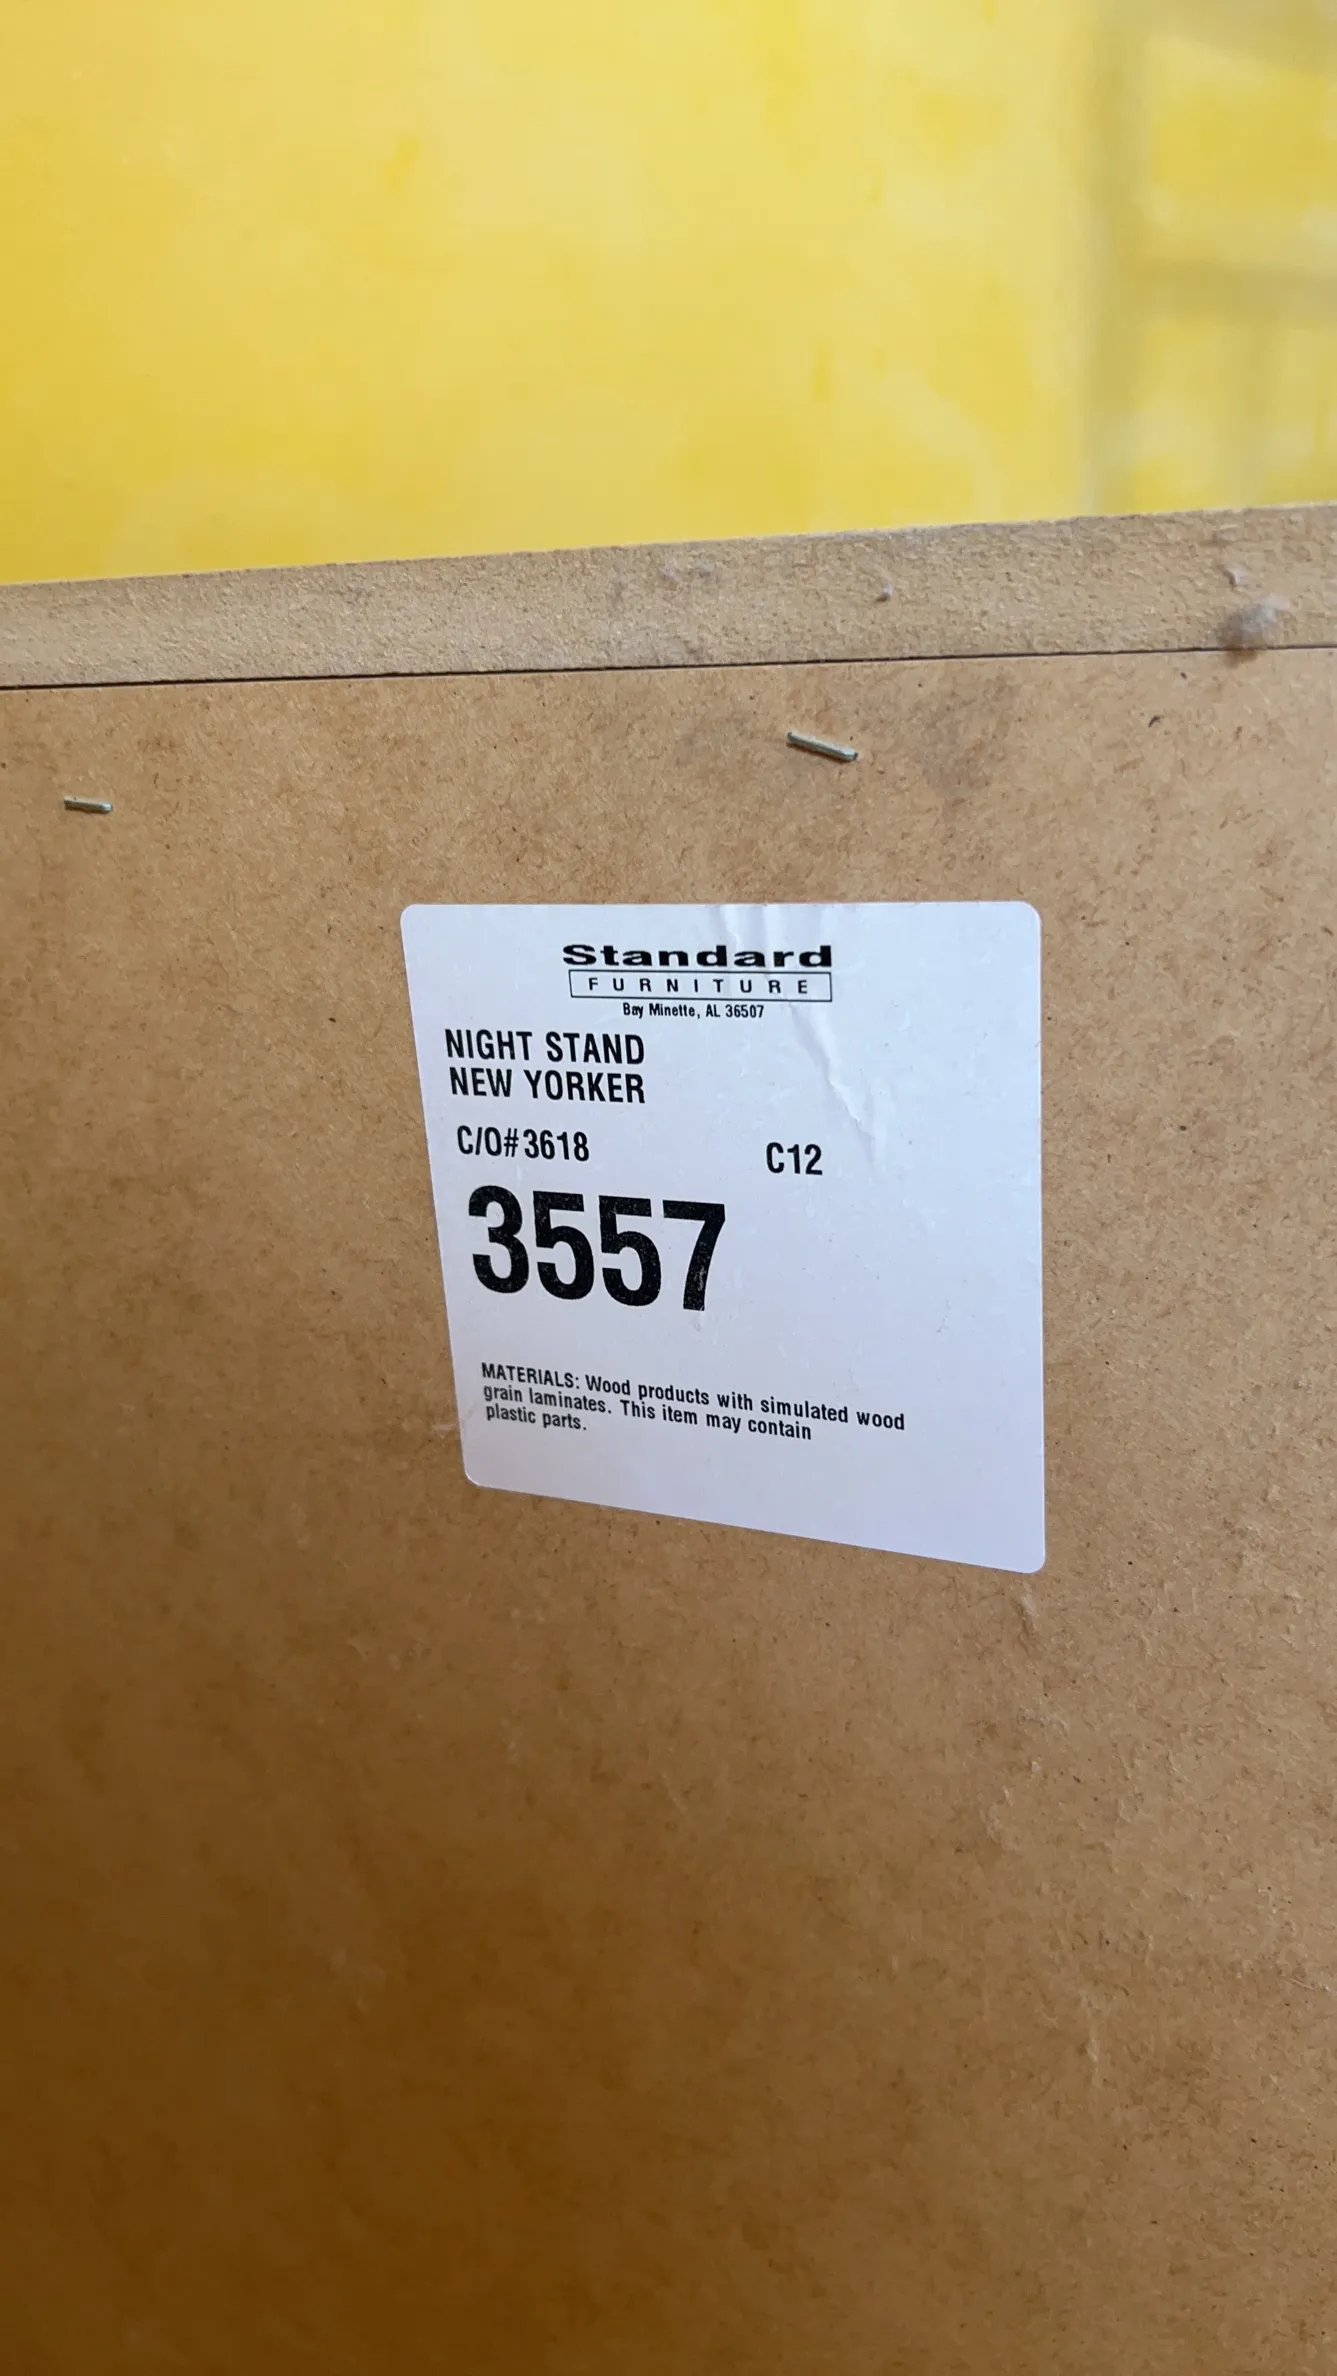 Standard
FURNITURE
Bay Minette, AL 36507
NIGHT STAND
NEW YORKER
C/O#3618 C12
3557
MATERIALS: Wood products with simulated wood
grain laminates. This item may contain
plastic parts.